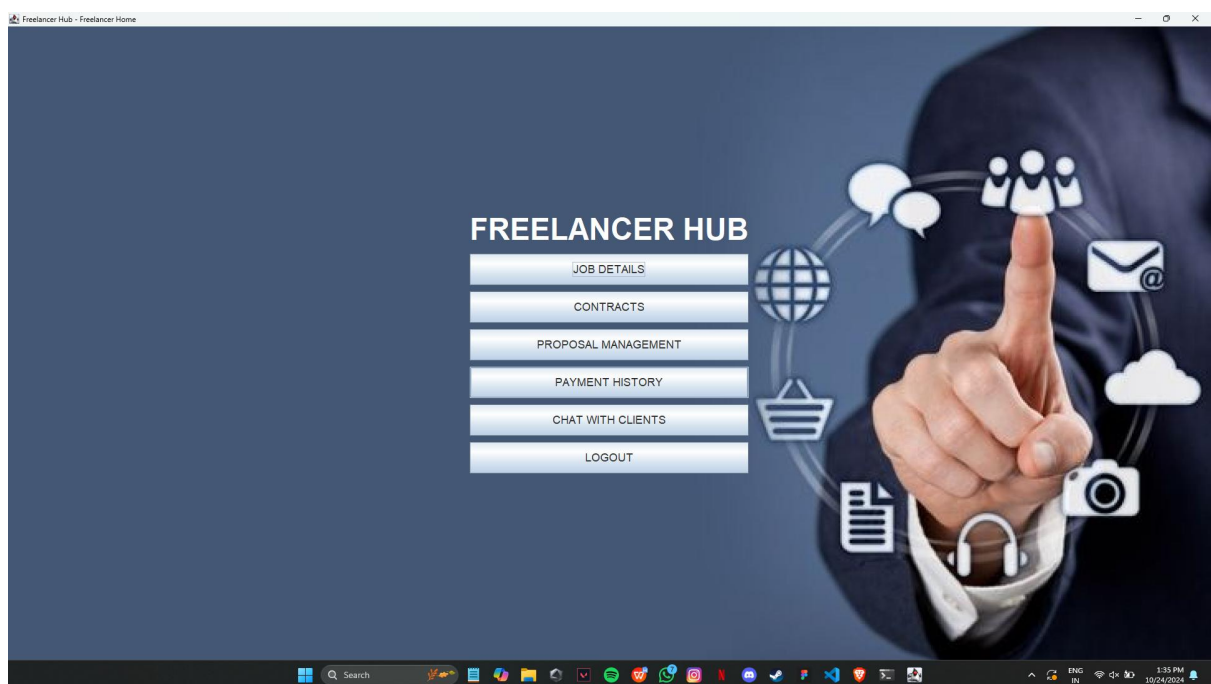 Freelancer Hub - Freelancer Home
FREELANCER HUB
JOB DETAILS
CONTRACTS
PROPOSAL MANAGEMENT
PAYMENT HISTORY
CHAT WITH CLIENTS
LOGOUT
@
Search
7
ENG
IN
1:35 PM
10/24/2024